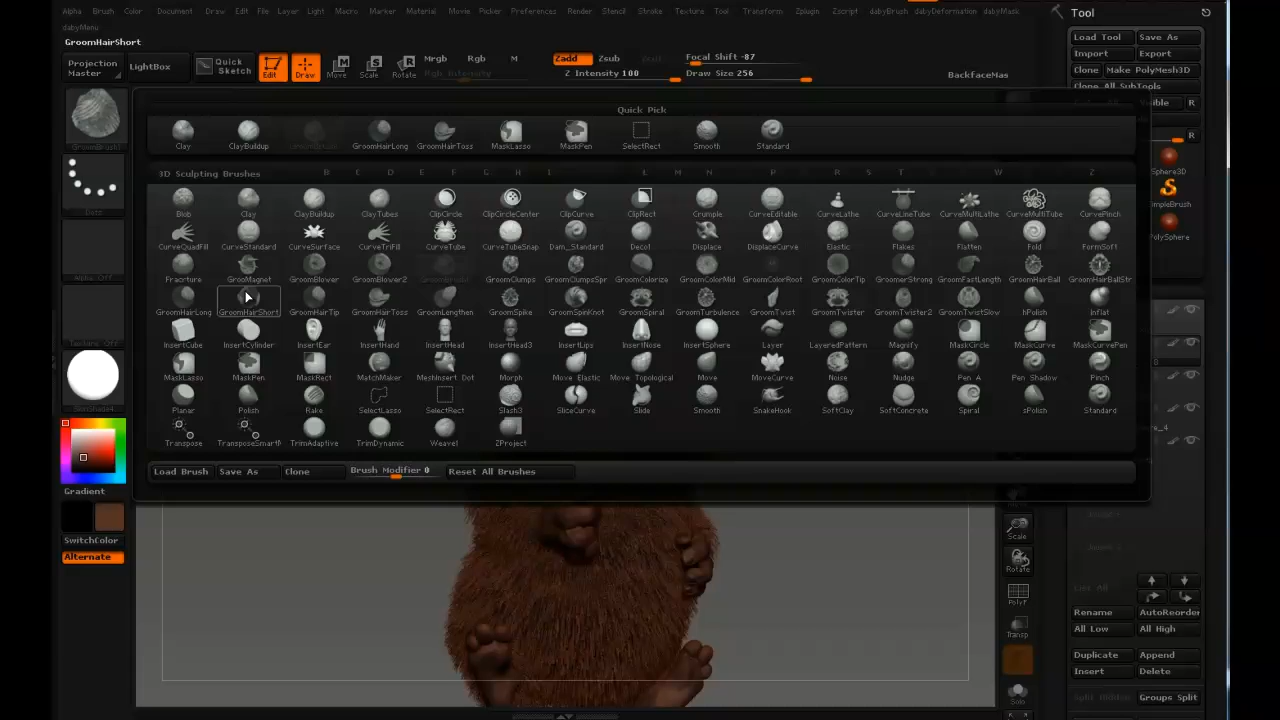 Alpha Brush Color Document Draw Edit File Layer Light Macro Marker Material Movie Picker Preferences Render Stencil Stroke Texture Tool Transform Zplugin Zscript dabyBrush dabyDeformation dabyMask
dabyMenu
GroomHairShort
Tool
Load Tool Save As
Import Export
Clone Make PolyMesh3D
Clone All SubTools
Visible R
R
Projection Master
LightBox
Quick Sketch
Edit Draw Move Scale Rotate
Mrgb Rgb M
Rgb Intensity
Zadd Zsub
Z Intensity 100
Focal Shift -87
Draw Size 256
BackfaceMas
Quick Pick
Clay ClayBuildup GroomHairLong GroomHairToss MaskLasso MaskPen SelectRect Smooth Standard
3D Sculpting Brushes B C D E F G H I L M N P R S T W Z
Blob Clay ClayBuildup ClayTubes ClipCircle ClipCircleCenter ClipCurve ClipRect Crumple CurveEditable CurveLathe CurveLineTube CurveMultiLathe CurveMultiTube CurvePinch
CurveQuadFill CurveStandard CurveSurface CurveTriFill CurveTube CurveTubeSnap Dam_Standard Deco1 Displace DisplaceCurve Elastic Flakes Flatten Fold FormSoft
Fracrture GrooMagnet GroomBlower GroomBlower2 GroomClumps GroomClumpsSpr GroomColorize GroomColorMid GroomColorRoot GroomColorTip GroomerStrong GroomFastLength GroomHairBall GroomHairBallStr
GroomHairLong GroomHairShort GroomHairTip GroomHairToss GroomLengthen GroomSpike GroomSpinKnot GroomSpiral GroomTurbulence GroomTwist GroomTwister GroomTwister2 GroomTwistSlow hPolish Inflat
InsertCube InsertCylinder InsertEar InsertHand InsertHead InsertHead3 InsertLips InsertNose InsertSphere Layer LayeredPattern Magnify MaskCircle MaskCurve MaskCurvePen
MaskLasso MaskPen MaskRect MatchMaker MeshInsert Dot Morph Move Elastic Move Topological Move MoveCurve Noise Nudge Pen A Pen Shadow Pinch
Planar Polish Rake SelectLasso SelectRect Slash3 SliceCurve Slide Smooth SnakeHook SoftClay SoftConcrete Spiral sPolish Standard
Transpose TransposeSmartM TrimAdaptive TrimDynamic Weave1 ZProject
Load Brush Save As Clone Brush Modifier 0 Reset All Brushes
Gradient
SwitchColor
Alternate
Sphere3D
SimpleBrush
PolySphere
Scale
Rotate
PolyF
Transp
Solo
Rename AutoReorder
All Low All High
Duplicate Append
Insert Delete
Groups Split